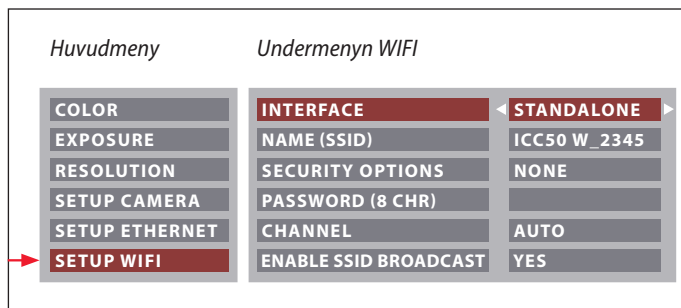 Huvudmeny
Undermenyn WIFI
COLOR
EXPOSURE
RESOLUTION
SETUP CAMERA
SETUP ETHERNET
SETUP WIFI
INTERFACE STANDALONE
NAME (SSID) ICC50 W_2345
SECURITY OPTIONS NONE
PASSWORD (8 CHR)
CHANNEL AUTO
ENABLE SSID BROADCAST YES